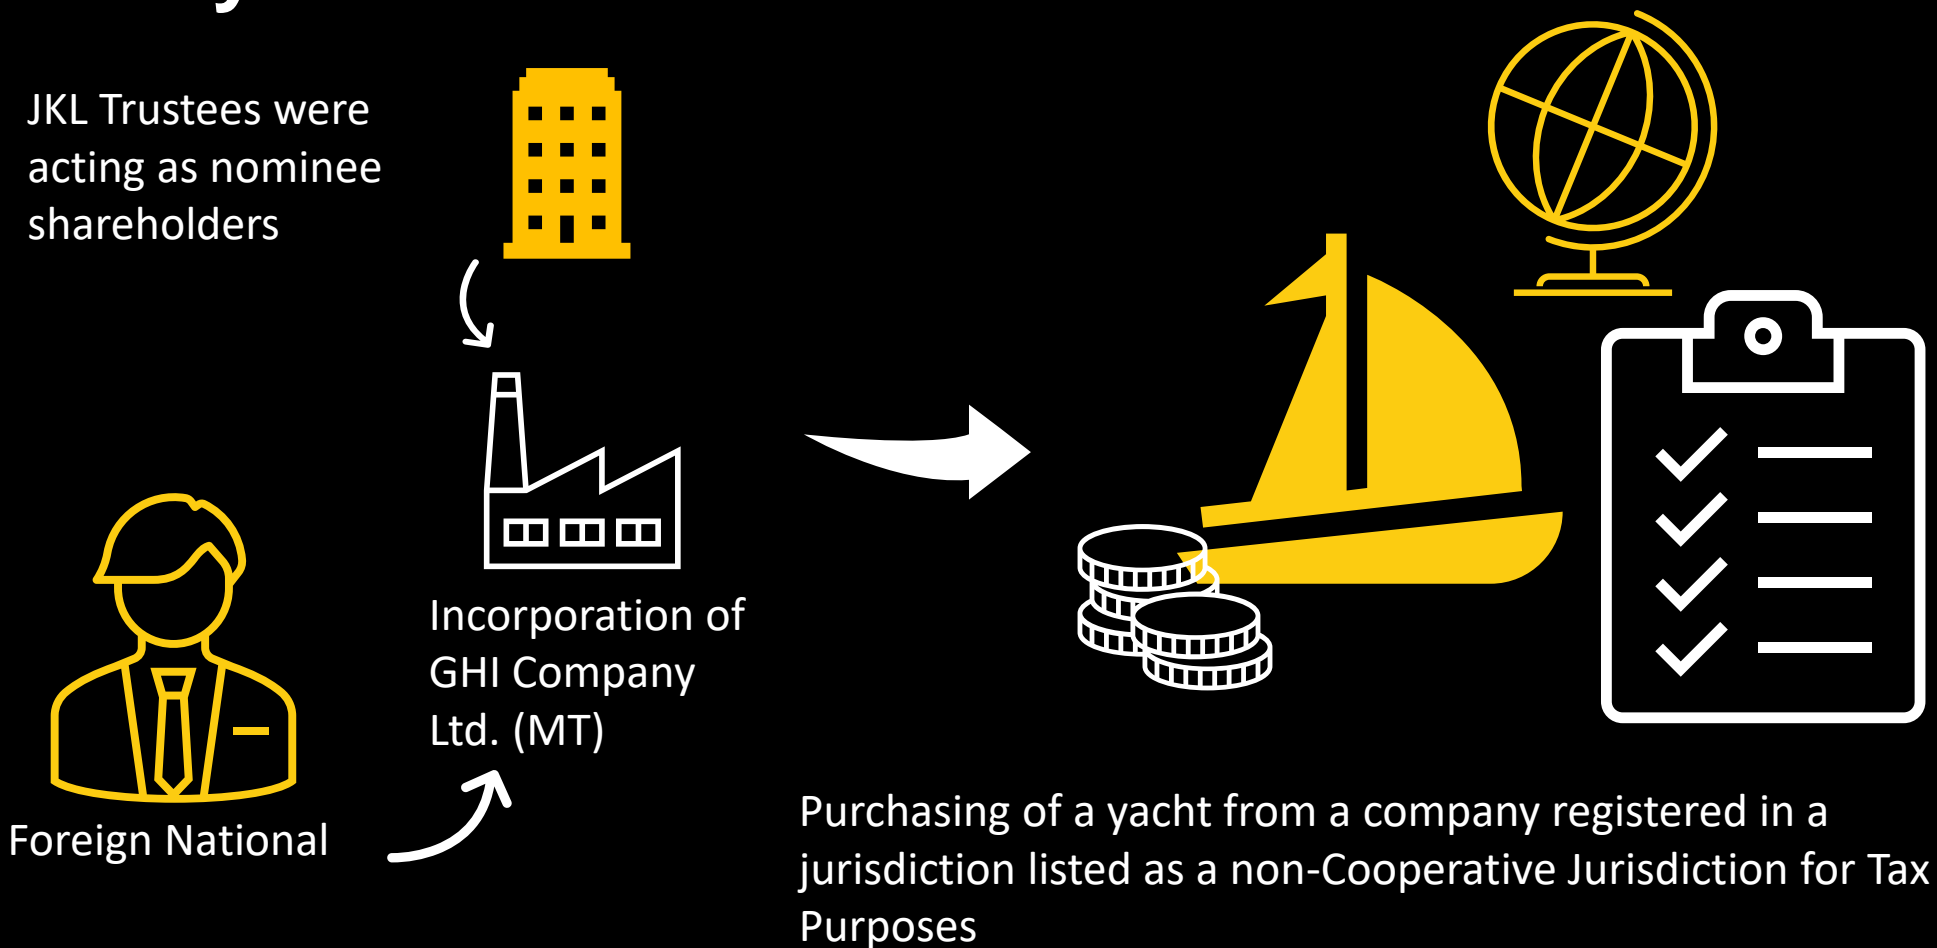 JKL Trustees were
acting as nominee
shareholders
Incorporation of
GHI Company
Ltd. (MT)
Foreign National
Purchasing of a yacht from a company registered in a
jurisdiction listed as a non-Cooperative Jurisdiction for Tax
Purposes